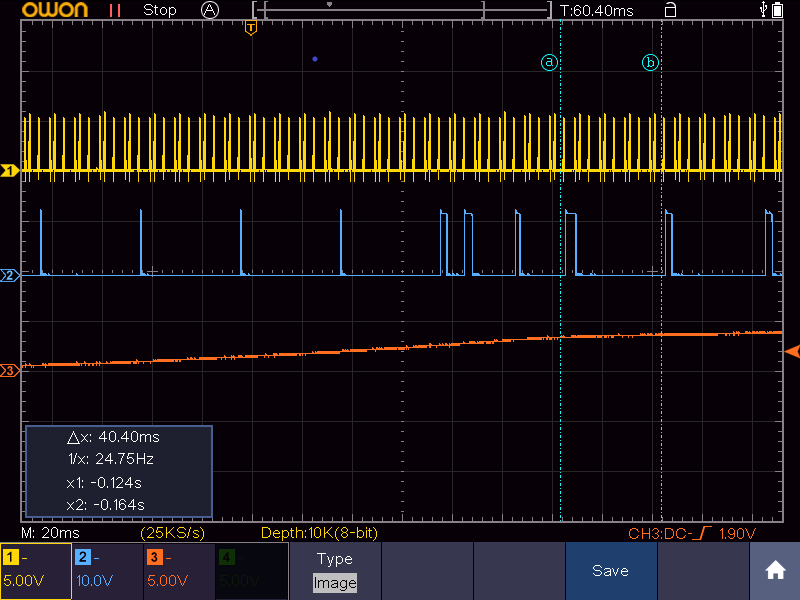 OWON Stop A T:60.40ms
T
a b
1
2
3
△x: 40.40ms
1/x: 24.75Hz
x1: -0.124s
x2: -0.164s
M: 20ms (25KS/s) Depth:10K(8-bit) CH3:DC- 1.90V
1 - 2 - 3 - 4 -
5.00V 10.0V 5.00V 5.00V
Type
Image
Save